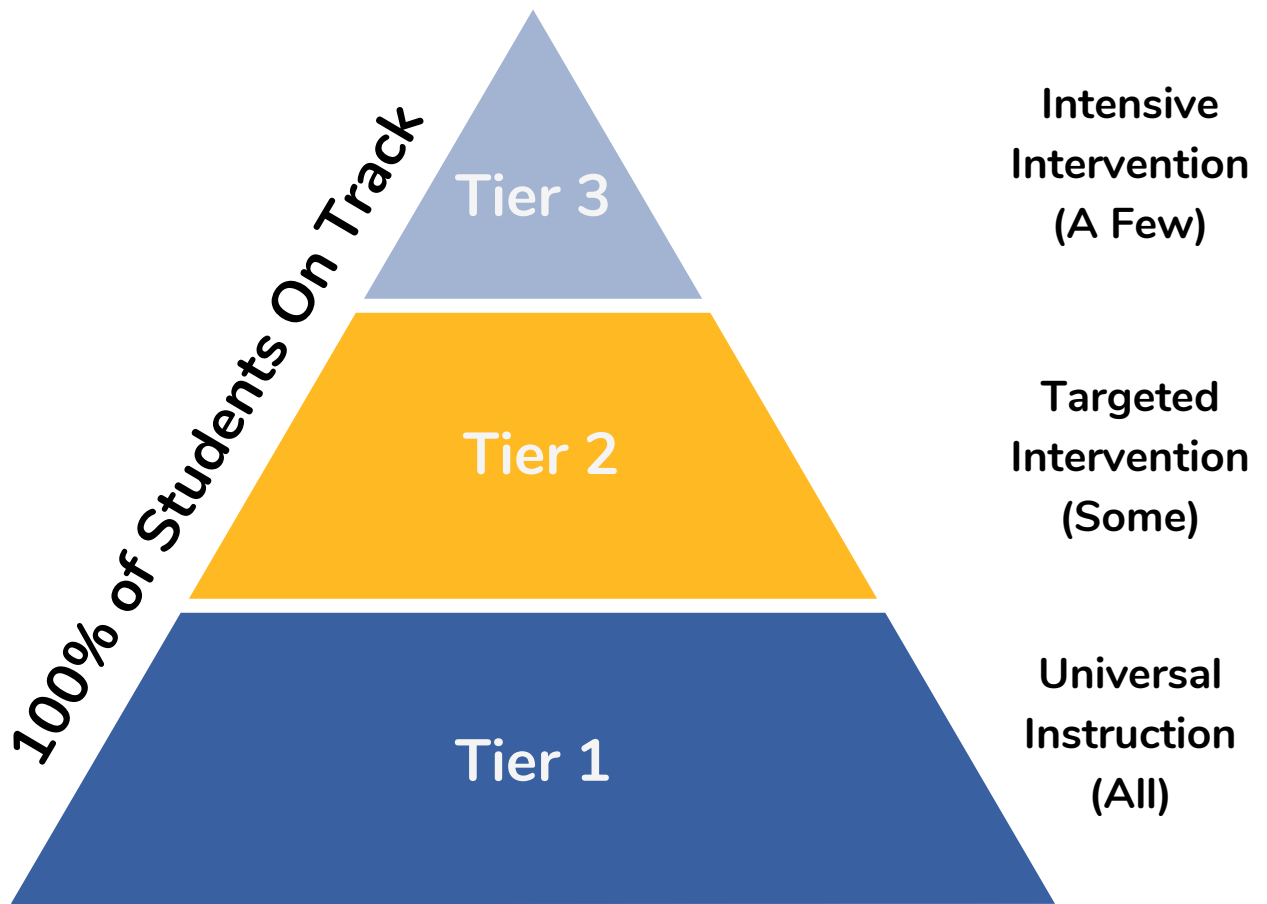 100% of Students On Track
Tier 3
Intensive
Intervention
(A Few)
Tier 2
Targeted
Intervention
(Some)
Tier 1
Universal
Instruction
(All)